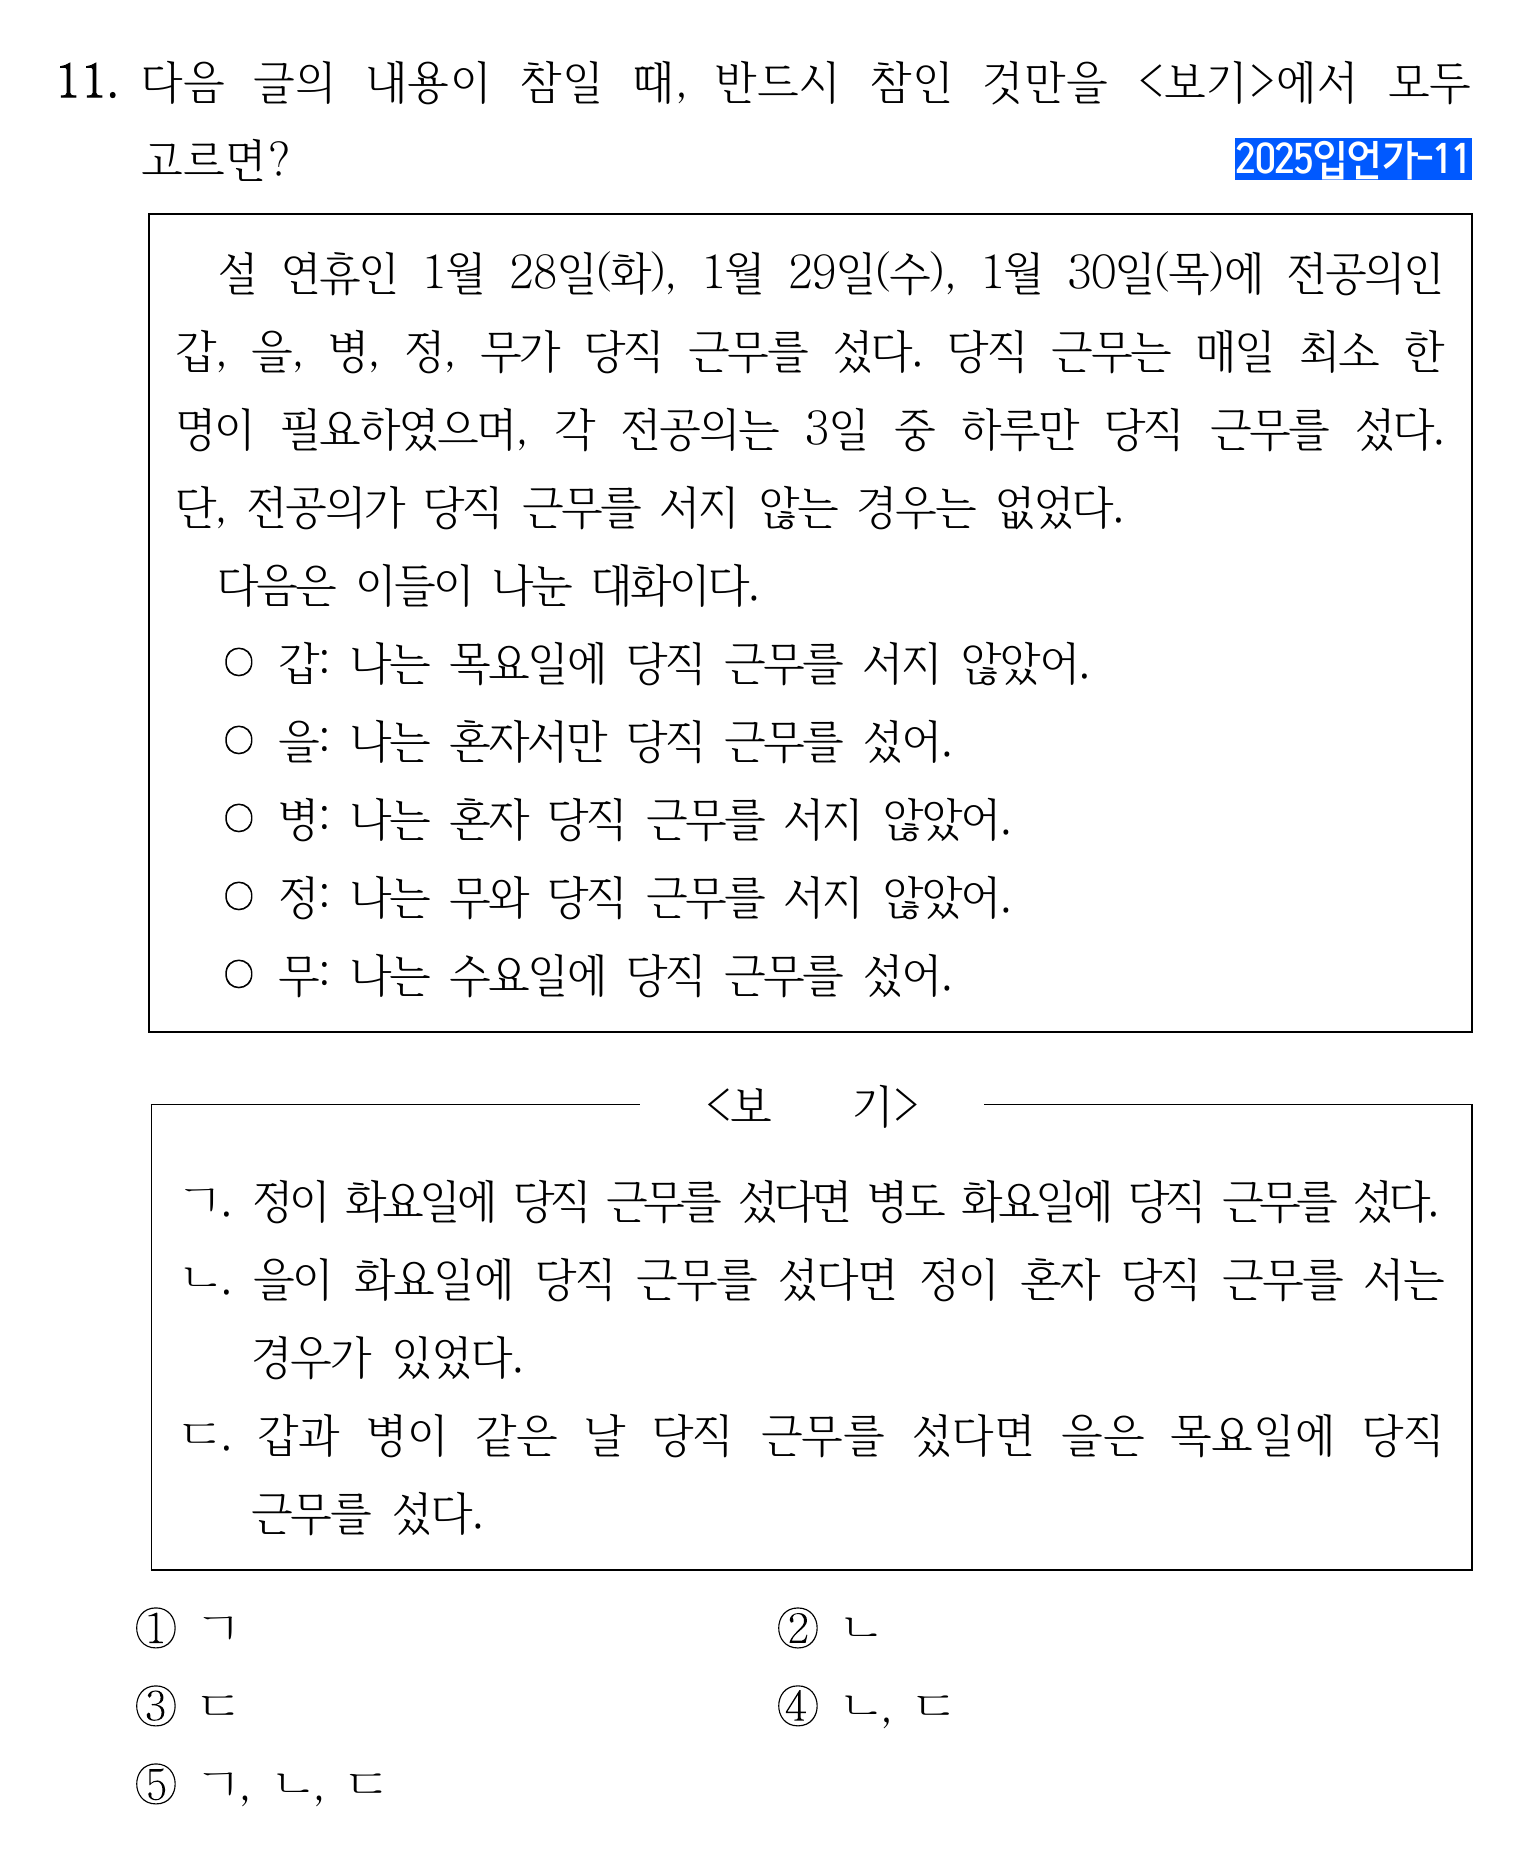 11. 다음 글의 내용이 참일 때, 반드시 참인 것만을 <보기>에서 모두
고르면?
2025입언가-11
설 연휴인 1월 28일(화), 1월 29일(수), 1월 30일(목)에 전공의인
갑, 을, 병, 정, 무가 당직 근무를 섰다. 당직 근무는 매일 최소 한
명이 필요하였으며, 각 전공의는 3일 중 하루만 당직 근무를 섰다.
단, 전공의가 당직 근무를 서지 않는 경우는 없었다.
다음은 이들이 나눈 대화이다.
○ 갑: 나는 목요일에 당직 근무를 서지 않았어.
○ 을: 나는 혼자서만 당직 근무를 섰어.
○ 병: 나는 혼자 당직 근무를 서지 않았어.
○ 정: 나는 무와 당직 근무를 서지 않았어.
○ 무: 나는 수요일에 당직 근무를 섰어.
<보 기>
ㄱ. 정이 화요일에 당직 근무를 섰다면 병도 화요일에 당직 근무를 섰다.
ㄴ. 을이 화요일에 당직 근무를 섰다면 정이 혼자 당직 근무를 서는
경우가 있었다.
ㄷ. 갑과 병이 같은 날 당직 근무를 섰다면 을은 목요일에 당직
근무를 섰다.
① ㄱ
② ㄴ
③ ㄷ
④ ㄴ, ㄷ
⑤ ㄱ, ㄴ, ㄷ